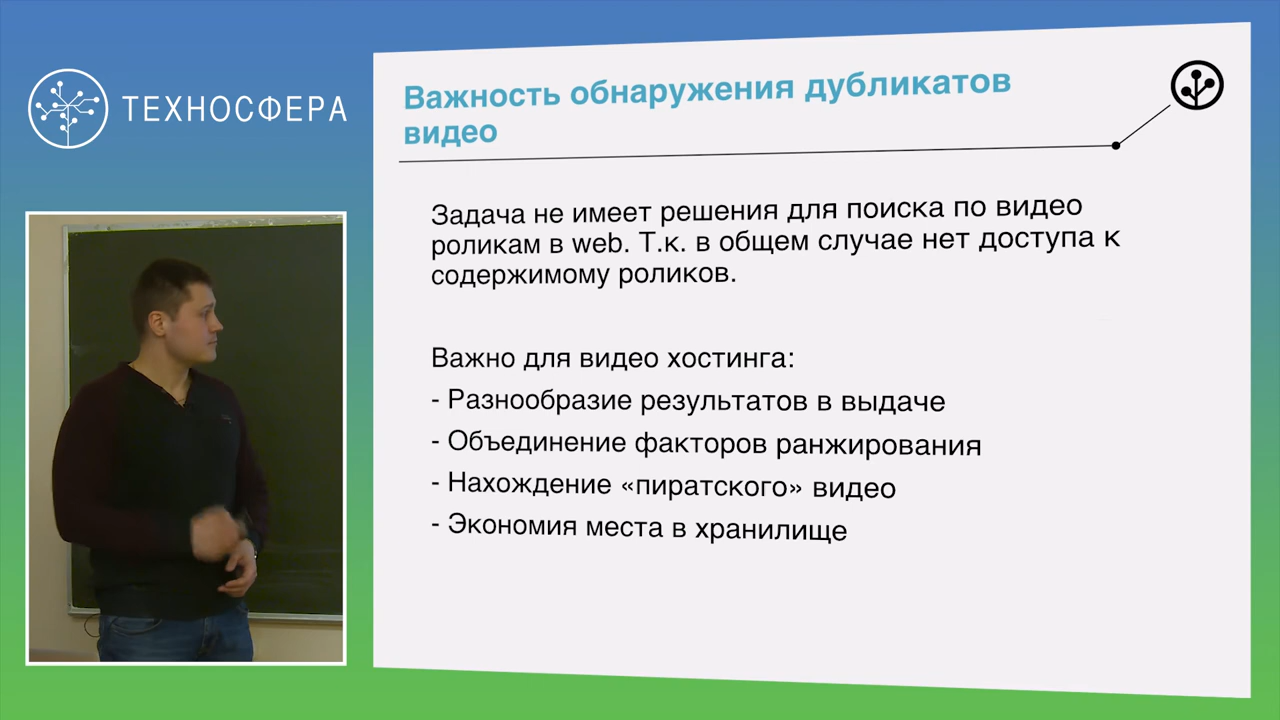 ТЕХНОСФЕРА
Важность обнаружения дубликатов
видео
Задача не имеет решения для поиска по видео
роликам в web. Т.к. в общем случае нет доступа к
содержимому роликов.
Важно для видео хостинга:
- Разнообразие результатов в выдаче
- Объединение факторов ранжирования
- Нахождение «пиратского» видео
- Экономия места в хранилище